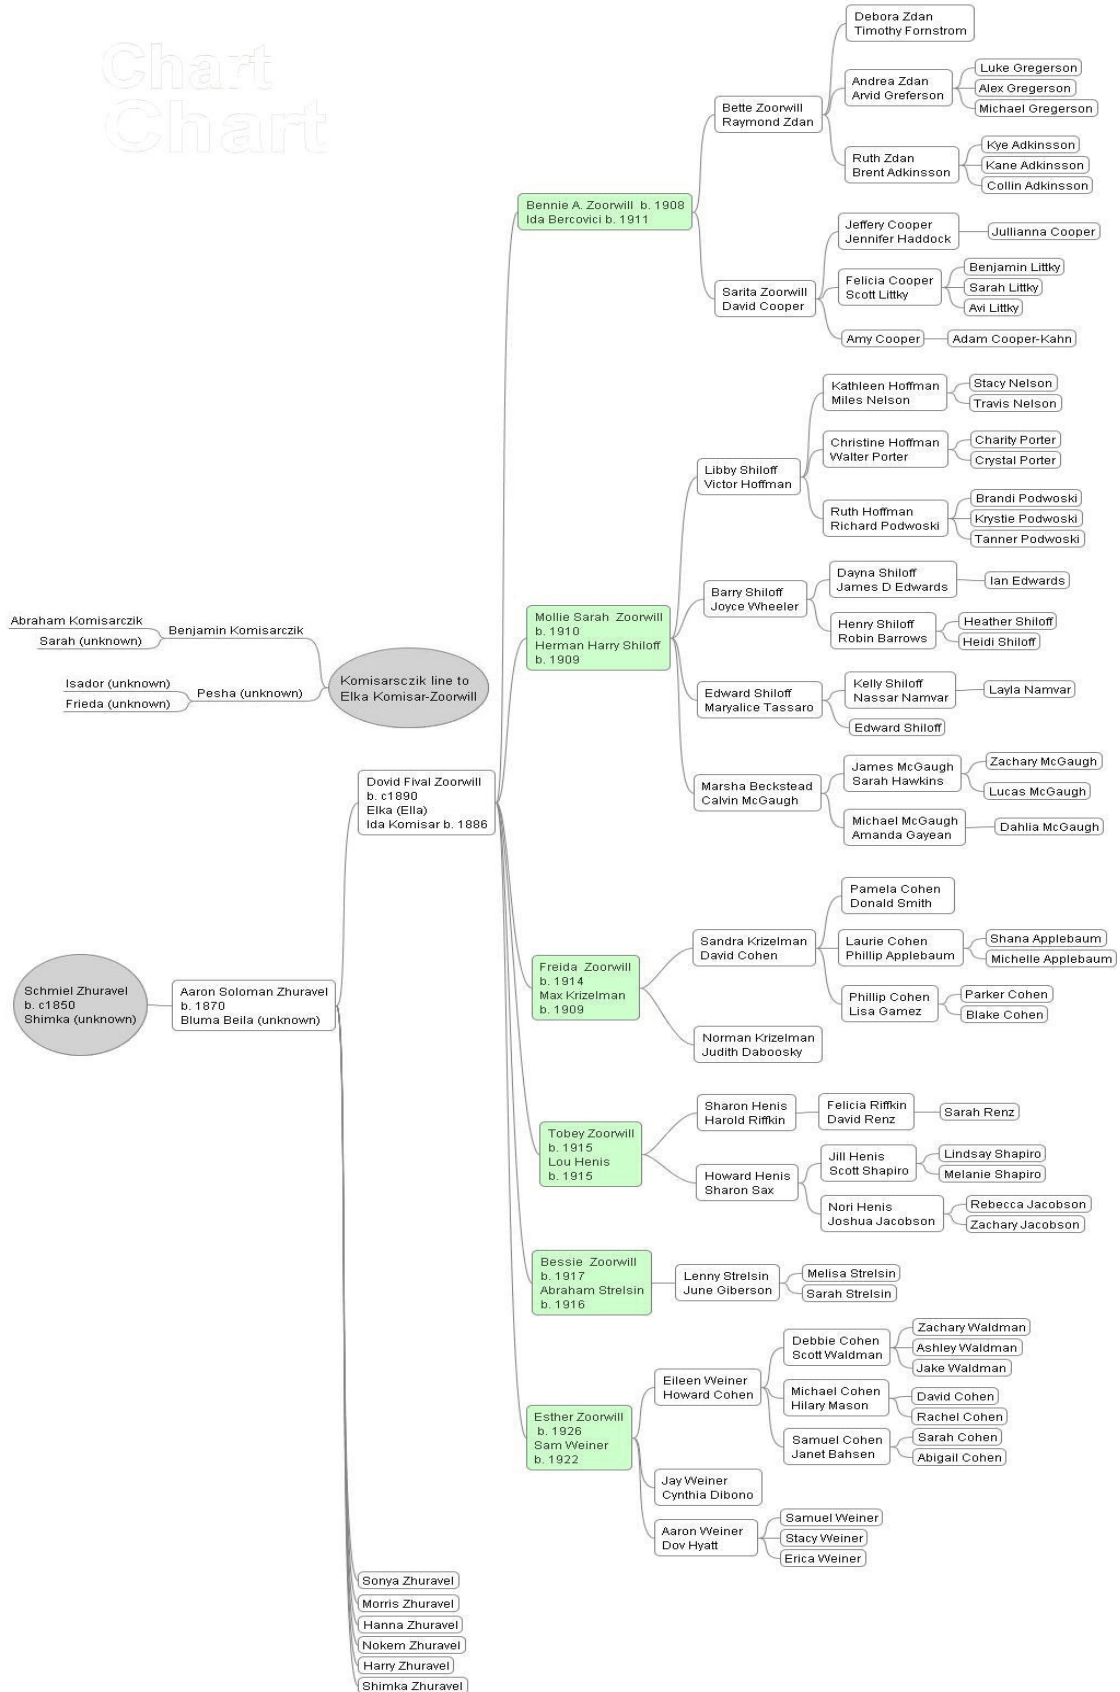 Chart
Chart
Debora Zdan
Timothy Fornstrom
Andrea Zdan
Arvid Greferson
Luke Gregerson
Alex Gregerson
Michael Gregerson
Bette Zoorwill
Raymond Zdan
Ruth Zdan
Brent Adkinsson
Kye Adkinsson
Kane Adkinsson
Collin Adkinsson
Bennie A. Zoorwill b. 1908
Ida Bercovici b. 1911
Jeffery Cooper
Jennifer Haddock
Jullianna Cooper
Sarita Zoorwill
David Cooper
Felicia Cooper
Scott Littky
Benjamin Littky
Sarah Littky
Avi Littky
Amy Cooper
Adam Cooper-Kahn
Kathleen Hoffman
Miles Nelson
Stacy Nelson
Travis Nelson
Libby Shiloff
Victor Hoffman
Christine Hoffman
Walter Porter
Charity Porter
Crystal Porter
Ruth Hoffman
Richard Podwoski
Brandi Podwoski
Krystie Podwoski
Tanner Podwoski
Barry Shiloff
Joyce Wheeler
Dayna Shiloff
James D Edwards
Ian Edwards
Henry Shiloff
Robin Barrows
Heather Shiloff
Heidi Shiloff
Mollie Sarah Zoorwill
b. 1910
Herman Harry Shiloff
b. 1909
Edward Shiloff
Maryalice Tassaro
Kelly Shiloff
Nassar Namvar
Layla Namvar
Edward Shiloff
Marsha Beckstead
Calvin McGaugh
James McGaugh
Sarah Hawkins
Zachary McGaugh
Lucas McGaugh
Michael McGaugh
Amanda Gayean
Dahlia McGaugh
Abraham Komisarczik
Sarah (unknown)
Benjamin Komisarczik
Isador (unknown)
Frieda (unknown)
Pesha (unknown)
Komisarsczik line to
Elka Komisar-Zoorwill
Dovid Fival Zoorwill
b. c1890
Elka (Ella)
Ida Komisar b. 1886
Schmiel Zhuravel
b. c1850
Shimka (unknown)
Aaron Soloman Zhuravel
b. 1870
Bluma Beila (unknown)
Freida Zoorwill
b. 1914
Max Krizelman
b. 1909
Sandra Krizelman
David Cohen
Pamela Cohen
Donald Smith
Laurie Cohen
Phillip Applebaum
Shana Applebaum
Michelle Applebaum
Phillip Cohen
Lisa Gamez
Parker Cohen
Blake Cohen
Norman Krizelman
Judith Daboosky
Tobey Zoorwill
b. 1915
Lou Henis
b. 1915
Sharon Henis
Harold Riffkin
Felicia Riffkin
David Renz
Sarah Renz
Howard Henis
Sharon Sax
Jill Henis
Scott Shapiro
Lindsay Shapiro
Melanie Shapiro
Nori Henis
Joshua Jacobson
Rebecca Jacobson
Zachary Jacobson
Bessie Zoorwill
b. 1917
Abraham Strelsin
b. 1916
Lenny Strelsin
June Giberson
Melisa Strelsin
Sarah Strelsin
Esther Zoorwill
b. 1926
Sam Weiner
b. 1922
Eileen Weiner
Howard Cohen
Debbie Cohen
Scott Waldman
Zachary Waldman
Ashley Waldman
Jake Waldman
Michael Cohen
Hilary Mason
David Cohen
Rachel Cohen
Samuel Cohen
Janet Bahsen
Sarah Cohen
Abigail Cohen
Jay Weiner
Cynthia Dibono
Aaron Weiner
Dov Hyatt
Samuel Weiner
Stacy Weiner
Erica Weiner
Sonya Zhuravel
Morris Zhuravel
Hanna Zhuravel
Nokem Zhuravel
Harry Zhuravel
Shimka Zhuravel